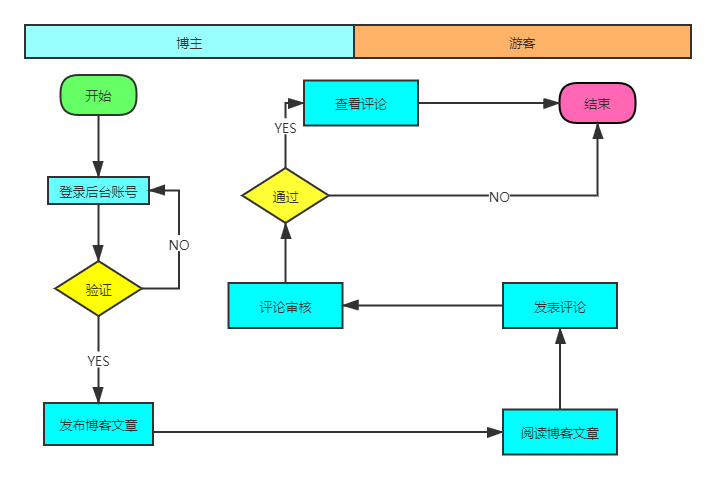 博主
游客
开始
查看评论
结束
YES
登录后台账号
通过
NO
NO
验证
评论审核
发表评论
YES
发布博客文章
阅读博客文章